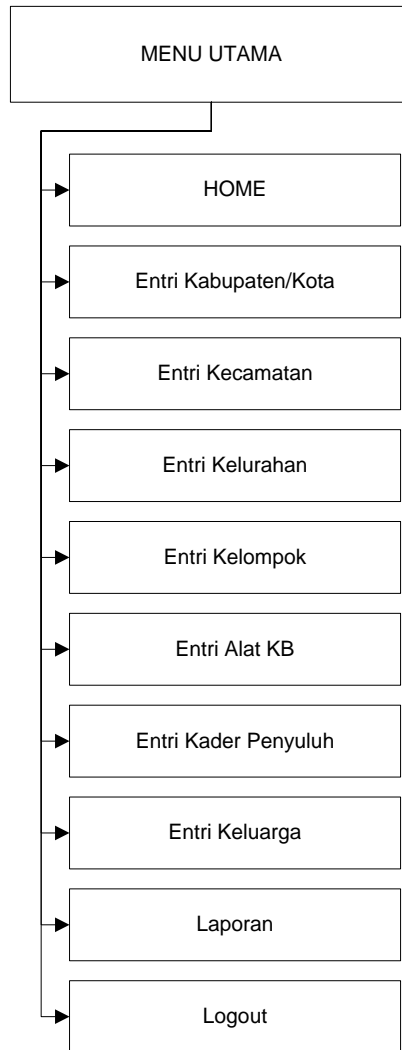 MENU UTAMA
HOME
Entri Kabupaten/Kota
Entri Kecamatan
Entri Kelurahan
Entri Kelompok
Entri Alat KB
Entri Kader Penyuluh
Entri Keluarga
Laporan
Logout